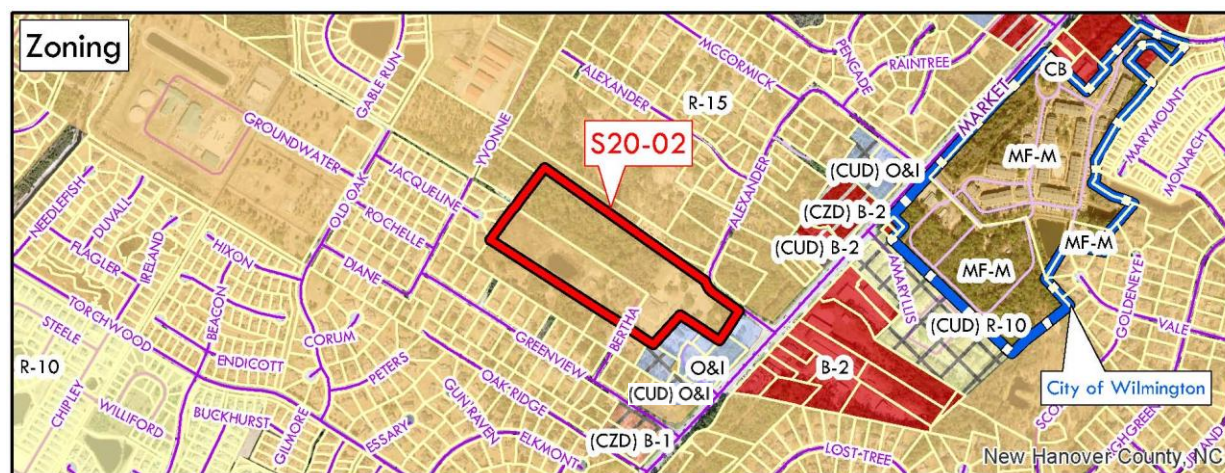 Zoning
S20-02
GABLE RUN
GROUNDWATER
NEEDLEFISH
DUVALL
FLAGLER
IRELAND
HIXON
BEACON
TORCHWOOD
STEELE
R-10
CHIRLEY
WILLIFORD
ENDICOTT
BUCKHURST
GILMORE
CORUM
PETERS
ESSARY
GUN RAVEN
ELKMONT
OAK RIDGE
GREENVIEW
BERTHA
OLD OAK
JACQUELINE
ROCHELLE
DIANE
YVONNE
ALEXANDER
MCCORMICK
R-15
ALEXANDER
PENGADE
RAINTREE
MARKET
(CUD) O&I
(CZD) B-2
(CUD) B-2
O&I
(CUD) O&I
(CZD) B-1
B-2
AMARYLLIS
(CUD) R-10
CB
MF-M
MF-M
MF-M
MARYMOUNT
MONARCH
GOLDENEYE
VALE
LOST-TREE
City of Wilmington
New Hanover County, NC